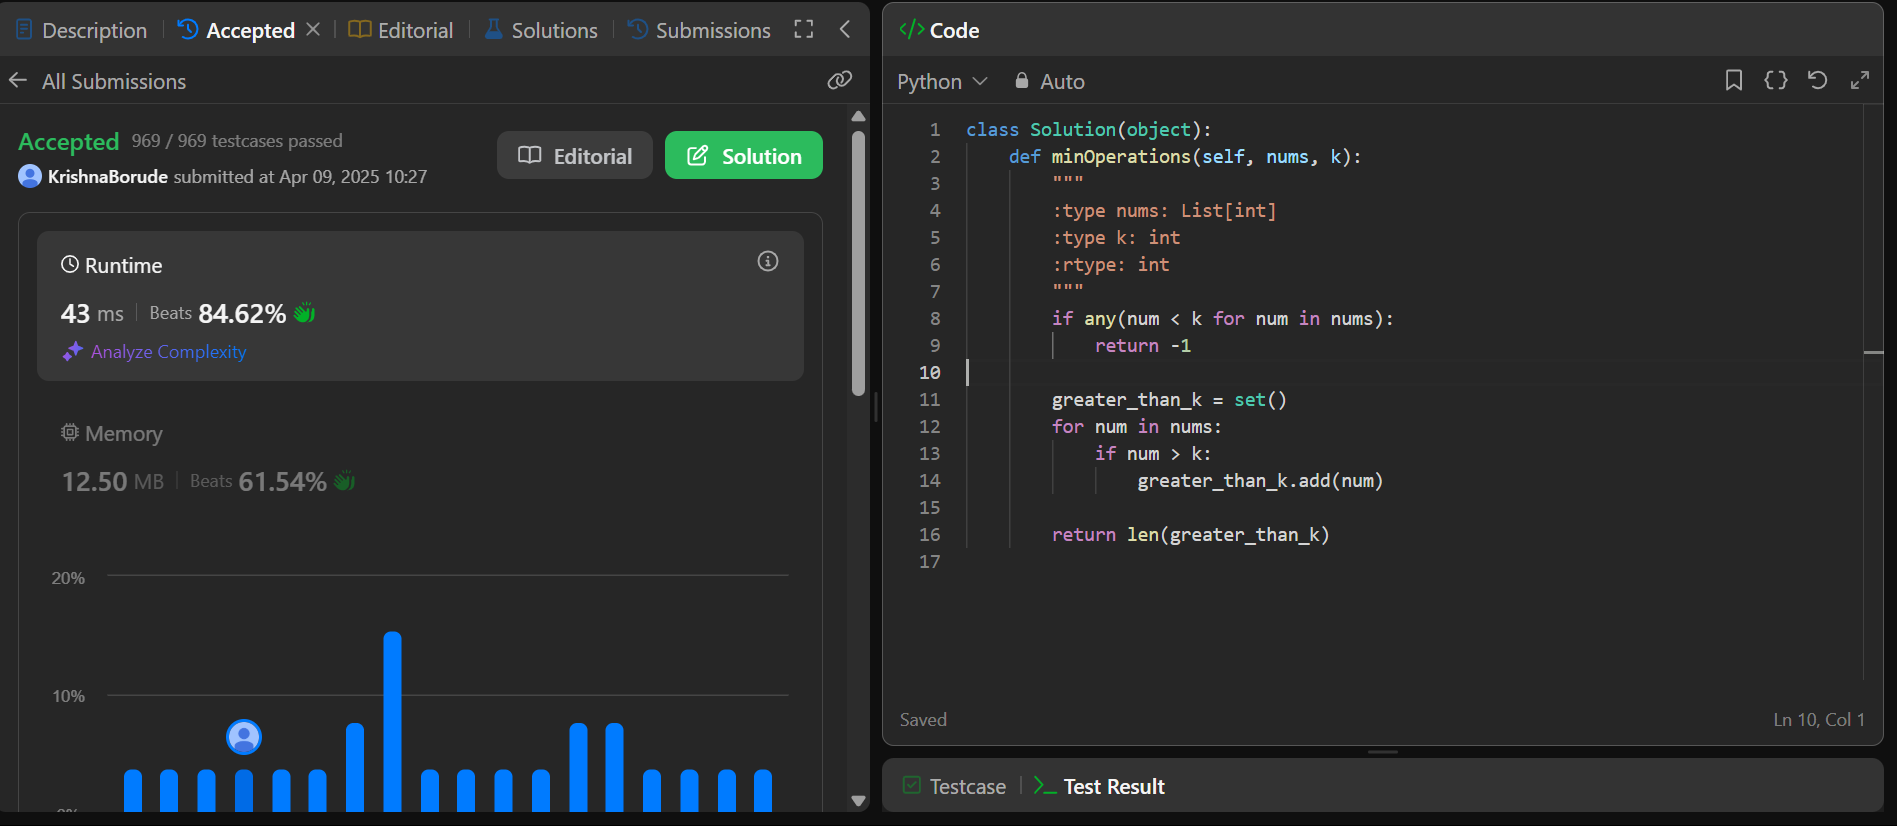 Description
Accepted
Editorial
Solutions
Submissions
All Submissions
Accepted 969 / 969 testcases passed
KrishnaBorude submitted at Apr 09, 2025 10:27
Editorial
Solution
Runtime
43 ms
Beats 84.62%
Analyze Complexity
Memory
12.50 MB
Beats 61.54%
20%
10%
Code
Python
Auto
1 class Solution(object):
2 def minOperations(self, nums, k):
3 """
4 :type nums: List[int]
5 :type k: int
6 :rtype: int
7 """
8 if any(num < k for num in nums):
9 return -1
10
11 greater_than_k = set()
12 for num in nums:
13 if num > k:
14 greater_than_k.add(num)
15
16 return len(greater_than_k)
17
Saved
Ln 10, Col 1
Testcase
Test Result